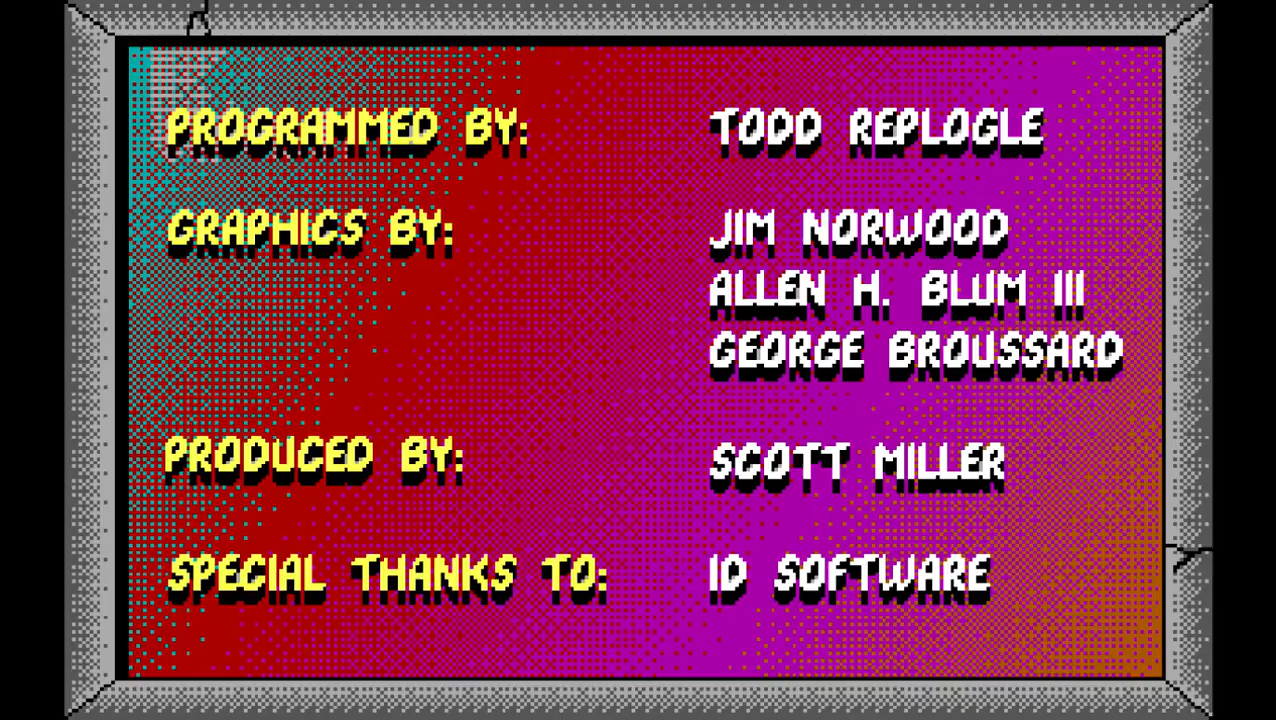 PROGRAMMED BY: TODD REPLOGLE
GRAPHICS BY: JIM NORWOOD
ALLEN H. BLUM III
GEORGE BROUSSARD
PRODUCED BY: SCOTT MILLER
SPECIAL THANKS TO: ID SOFTWARE